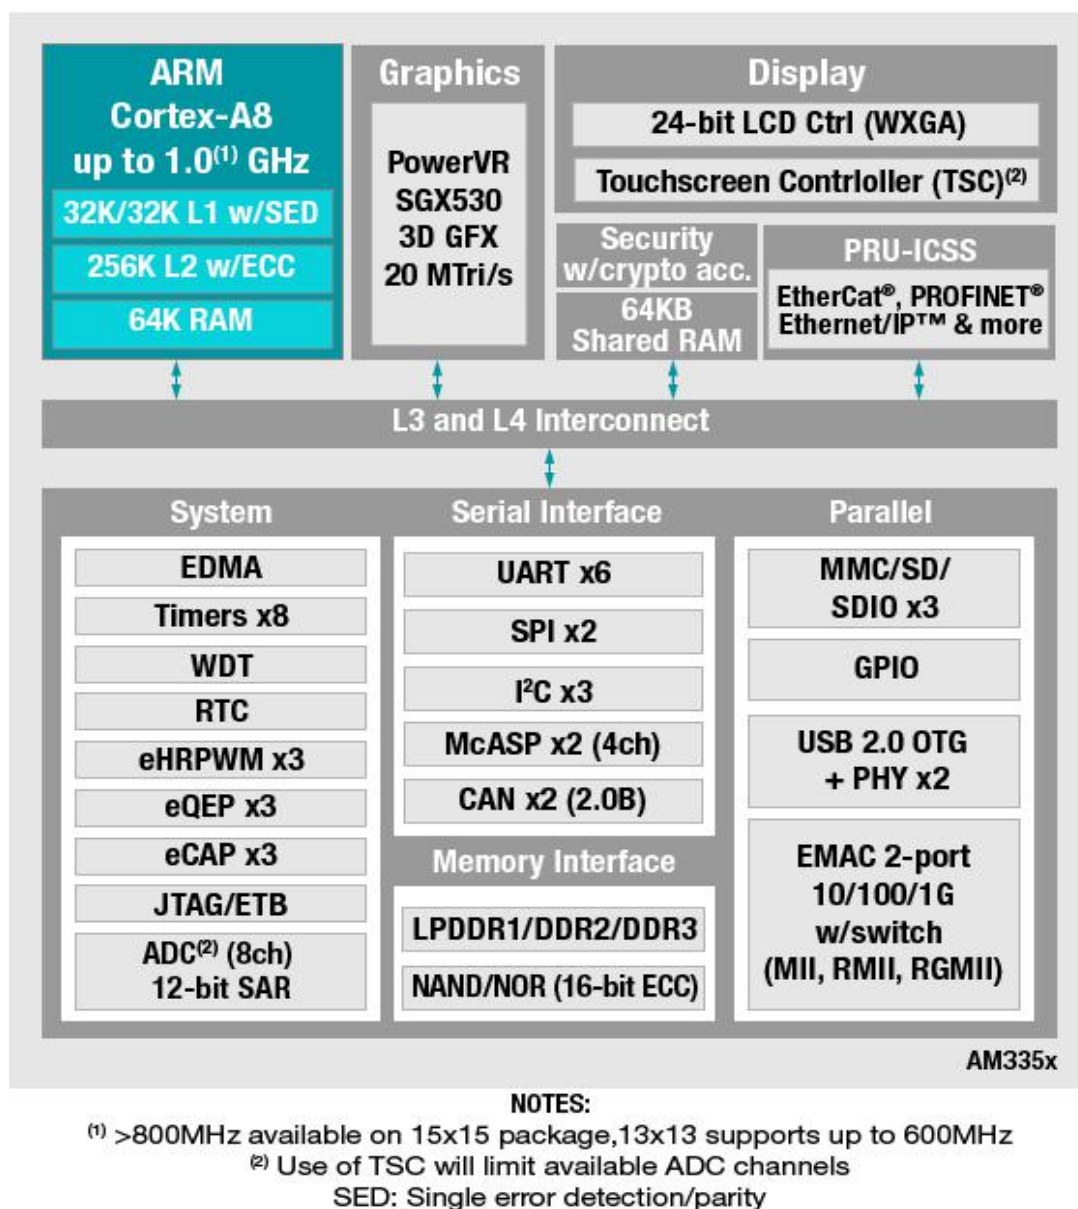 ARM
Cortex-A8
up to 1.0⁽¹⁾ GHz
32K/32K L1 w/SED
256K L2 w/ECC
64K RAM
Graphics
PowerVR
SGX530
3D GFX
20 MTri/s
Display
24-bit LCD Ctrl (WXGA)
Touchscreen Contrloller (TSC)⁽²⁾
Security
w/crypto acc.
64KB
Shared RAM
PRU-ICSS
EtherCat®, PROFINET®
Ethernet/IP™ & more
L3 and L4 Interconnect
System
EDMA
Timers x8
WDT
RTC
eHRPWM x3
eQEP x3
eCAP x3
JTAG/ETB
ADC⁽²⁾ (8ch)
12-bit SAR
Serial Interface
UART x6
SPI x2
I²C x3
McASP x2 (4ch)
CAN x2 (2.0B)
Memory Interface
LPDDR1/DDR2/DDR3
NAND/NOR (16-bit ECC)
Parallel
MMC/SD/
SDIO x3
GPIO
USB 2.0 OTG
+ PHY x2
EMAC 2-port
10/100/1G
w/switch
(MII, RMII, RGMII)
AM335x
NOTES:
⁽¹⁾ >800MHz available on 15x15 package,13x13 supports up to 600MHz
⁽²⁾ Use of TSC will limit available ADC channels
SED: Single error detection/parity